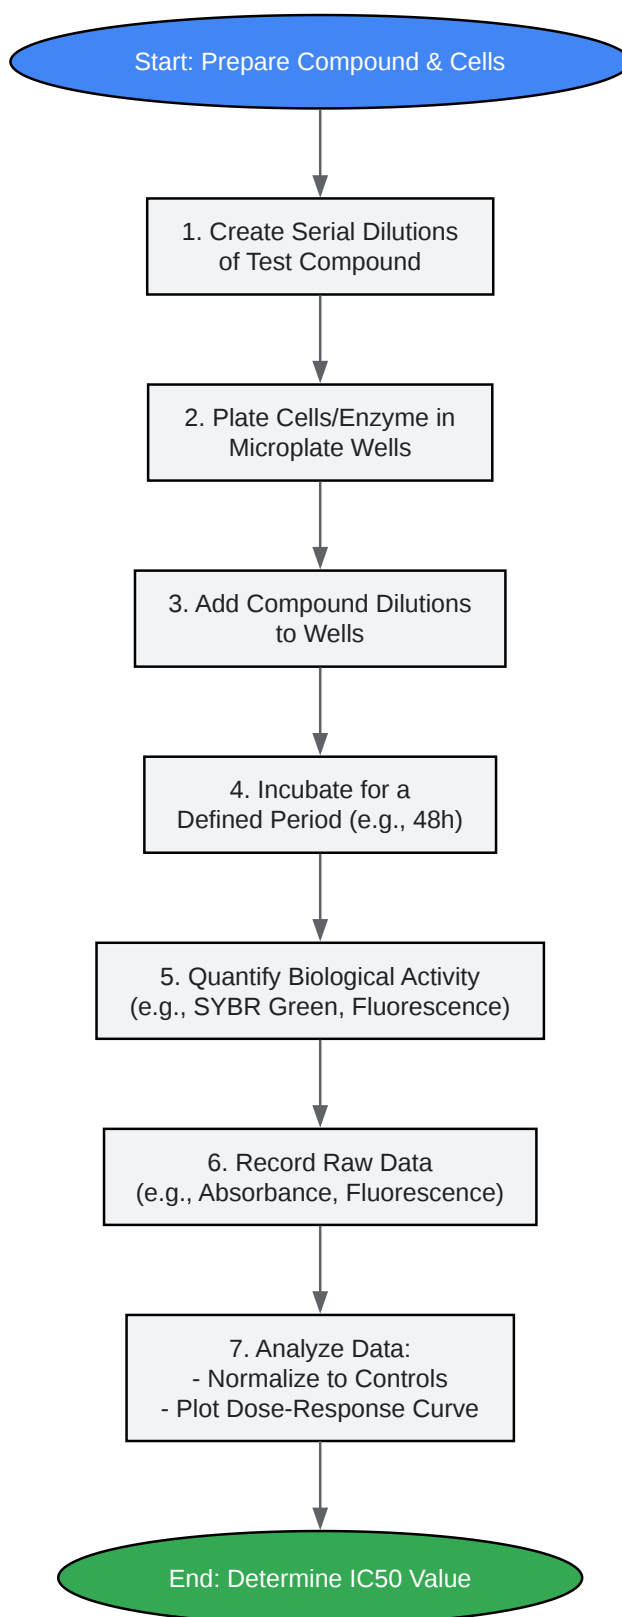 Start: Prepare Compound & Cells
1. Create Serial Dilutions
of Test Compound
2. Plate Cells/Enzyme in
Microplate Wells
3. Add Compound Dilutions
to Wells
4. Incubate for a
Defined Period (e.g., 48h)
5. Quantify Biological Activity
(e.g., SYBR Green, Fluorescence)
6. Record Raw Data
(e.g., Absorbance, Fluorescence)
7. Analyze Data:
- Normalize to Controls
- Plot Dose-Response Curve
End: Determine IC50 Value